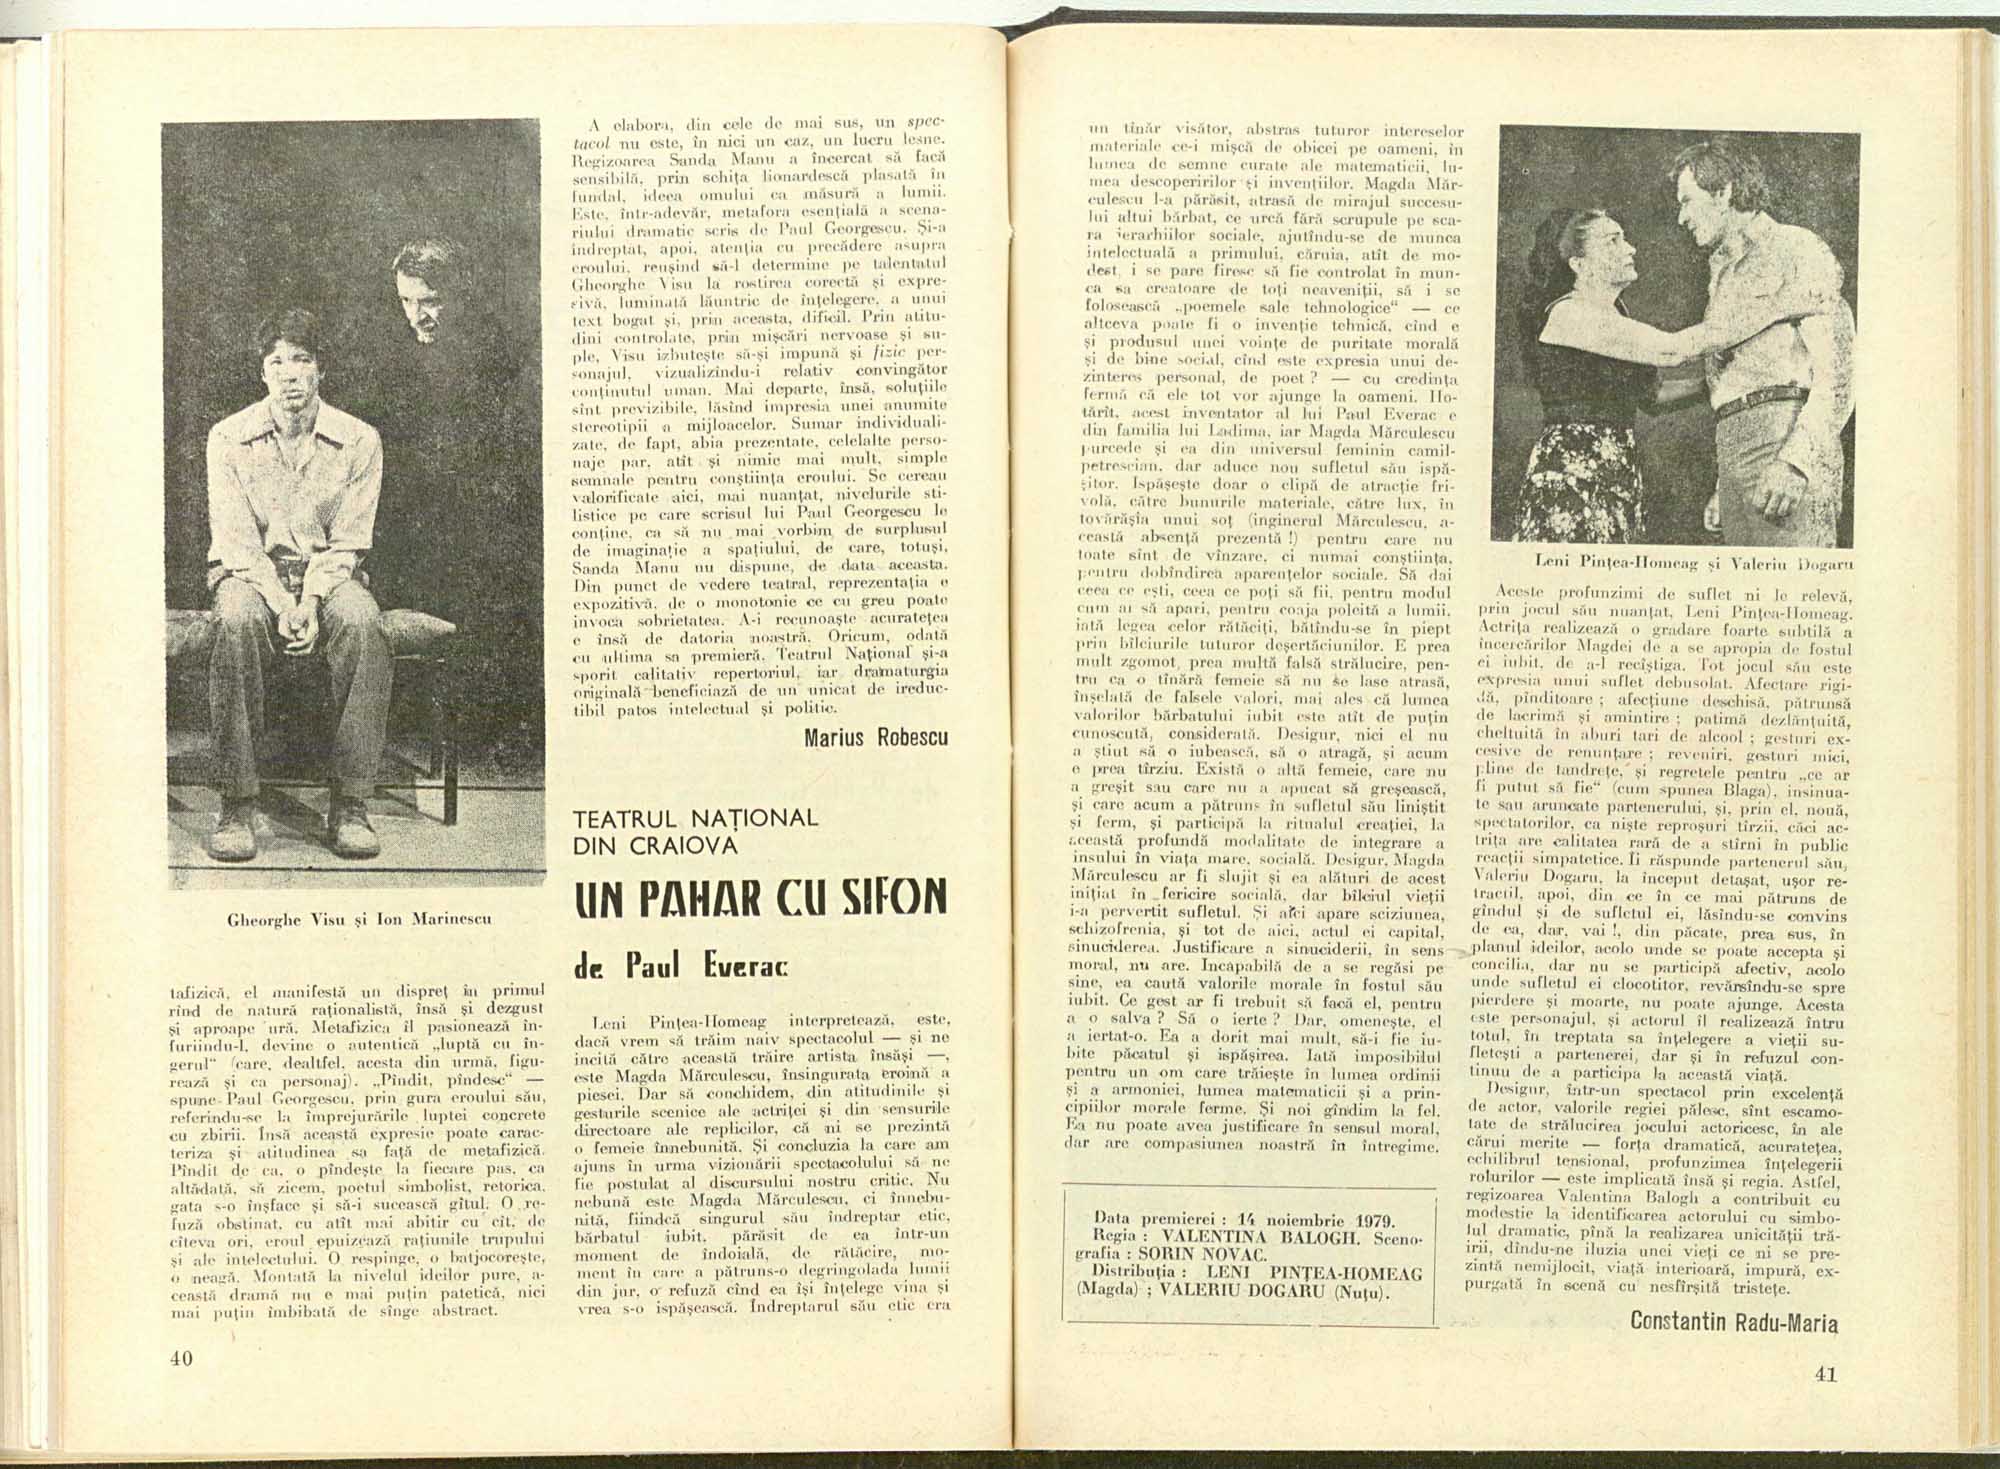 Gheorghe Visu și Ion Marinescu
tafizică, el manifestă un dispreț în primul
rînd de natură raționalistă, însă și dezgust
și aproape ură. Metafizica îl pasionează în-
furiindu-l, devine o autentică „luptă cu în-
gerul“ (care, dealtfel, acesta din urmă, figu-
rează și ca personaj). „Pîndit, pîndesc“ —
spune Paul Georgescu, prin gura eroului său,
referindu-se la împrejurările luptei concrete
cu zbirii. Însă această expresie poate carac-
teriza și atitudinea sa față de metafizică.
Pîndit de ea, o pîndește la fiecare pas, ca
altădată, să zicem, poetul simbolist, retorica,
gata s-o înșface și să-i sucească gîtul. O re-
fuză obstinat, cu atît mai abitir cu cît, de
cîteva ori, eroul epuizează rațiunile trupului
și ale intelectului. O respinge, o batjocorește,
o neagă. Montată la nivelul ideilor pure, a-
ceastă dramă nu e mai puțin patetică, nici
mai puțin îmbibată de sînge abstract.
40
A elabora, din cele de mai sus, un spec-
tacol nu este, în nici un caz, un lucru lesne.
Regizoarea Sanda Manu a încercat să facă
sensibilă, prin schița lionardescă plasată în
fundal, ideea omului ca măsură a lumii.
Este, într-adevăr, metafora esențială a scena-
riului dramatic scris de Paul Georgescu. Și-a
îndreptat, apoi, atenția cu precădere asupra
eroului, reușind să-l determine pe talentatul
Gheorghe Visu la rostirea corectă și expre-
sivă, luminată lăuntric de înțelegere, a unui
text bogat și, prin aceasta, dificil. Prin atitu-
dini controlate, prin mișcări nervoase și su-
ple, Visu izbutește să-și impună și fizic per-
sonajul, vizualizîndu-i relativ convingător
conținutul uman. Mai departe, însă, soluțiile
sînt previzibile, lăsînd impresia unei anumite
stereotipii a mijloacelor. Sumar individuali-
zate, de fapt, abia prezentate, celelalte perso-
naje par, atît și nimic mai mult, simple
semnale pentru conștiința eroului. Se cereau
valorificate aici, mai nuanțat, nivelurile sti-
listice pe care scrisul lui Paul Georgescu le
conține, ca să nu mai vorbim de surplusul
de imaginație a spațiului, de care, totuși,
Sanda Manu nu dispune, de data aceasta.
Din punct de vedere teatral, reprezentația e
expozitivă, de o monotonie ce cu greu poate
invoca sobrietatea. A-i recunoaște acuratețea
e însă de datoria noastră. Oricum, odată
cu ultima sa premieră, Teatrul Național și-a
sporit calitativ repertoriul, iar dramaturgia
originală beneficiază de un unicat de ireduc-
tibil patos intelectual și politic.
Marius Robescu
TEATRUL NAȚIONAL
DIN CRAIOVA
UN PAHAR CU SIFON
de Paul Everac
Leni Pințea-Homeag interpretează, este,
dacă vrem să trăim naiv spectacolul — și ne
incită către această trăire artista însăși —,
este Magda Mărculescu, însingurata eroină a
piesei. Dar să conchidem, din atitudinile și
gesturile scenice ale actriței și din sensurile
directoare ale replicilor, că ni se prezintă
o femeie înnebunită. Și concluzia la care am
ajuns în urma vizionării spectacolului să ne
fie postulat al discursului nostru critic. Nu
nebună este Magda Mărculescu, ci înnebu-
nită, fiindcă singurul său îndreptar etic,
bărbatul iubit, părăsit de ea într-un
moment de îndoială, de rătăcire, mo-
ment în care a pătruns-o degringolada lumii
din jur, o refuză cînd ea își înțelege vina și
vrea s-o ispășească. Îndreptarul său etic era
un tînăr visător, abstras tuturor intereselor
materiale ce-i mișcă de obicei pe oameni, în
lumea de semne curate ale matematicii, lu-
mea descoperirilor și invențiilor. Magda Măr-
culescu l-a părăsit, atrasă de mirajul succesu-
lui altui bărbat, ce urcă fără scrupule pe sca-
ra ierarhiilor sociale, ajutîndu-se de munca
intelectuală a primului, căruia, atît de mo-
dest, i se pare firesc să fie controlat în mun-
ca sa creatoare de toți neaveniții, să i se
folosească „poemele sale tehnologice“ — ce
altceva poate fi o invenție tehnică, cînd e
și produsul unei voințe de puritate morală
și de bine social, cînd este expresia unui de-
zinteres personal, de poet ? — cu credința
fermă că ele tot vor ajunge la oameni. Ho-
tărît, acest inventator al lui Paul Everac e
din familia lui Ladima, iar Magda Mărculescu
purcede și ea din universul feminin camil-
petrescian, dar aduce nou sufletul său ispă-
șitor. Ispășește doar o clipă de atracție fri-
volă, către bunurile materiale, către lux, în
tovărășia unui soț (inginerul Mărculescu, a-
ceastă absență prezentă !) pentru care nu
toate sînt de vînzare, ci numai conștiința,
pentru dobîndirea aparențelor sociale. Să dai
ceea ce ești, ceea ce poți să fii, pentru modul
cum ai să apari, pentru coaja poleită a lumii,
iată legea celor rătăciți, bătîndu-se în piept
prin bîlciurile tuturor deșertăciunilor. E prea
mult zgomot, prea multă falsă strălucire, pen-
tru ca o tînără femeie să nu se lase atrasă,
înșelată de falsele valori, mai ales că lumea
valorilor bărbatului iubit este atît de puțin
cunoscută, considerată. Desigur, nici el nu
a știut să o iubească, să o atragă, și acum
e prea tîrziu. Există o altă femeie, care nu
a greșit sau care nu a apucat să greșească,
și care acum a pătruns în sufletul său liniștit
și ferm, și participă la ritualul creației, la
această profundă modalitate de integrare a
insului în viața mare, socială. Desigur, Magda
Mărculescu ar fi slujit și ea alături de acest
inițiat în fericire socială, dar bîlciul vieții
i-a pervertit sufletul. Și aici apare sciziunea,
schizofrenia, și tot de aici, actul ei capital,
sinuciderea. Justificare a sinuciderii, în sens
moral, nu are. Incapabilă de a se regăsi pe
sine, ea caută valorile morale în fostul său
iubit. Ce gest ar fi trebuit să facă el, pentru
a o salva ? Să o ierte ? Dar, omenește, el
a iertat-o. Ea a dorit mai mult, să-i fie iu-
bite păcatul și ispășirea. Iată imposibilul
pentru un om care trăiește în lumea ordinii
și a armoniei, lumea matematicii și a prin-
cipiilor morale ferme. Și noi gîndim la fel.
Ea nu poate avea justificare în sensul moral,
dar are compasiunea noastră în întregime.
Data premierei : 14 noiembrie 1979.
Regia : VALENTINA BALOGH. Sceno-
grafia : SORIN NOVAC.
Distribuția : LENI PINȚEA-HOMEAG
(Magda) ; VALERIU DOGARU (Nuțu).
Leni Pințea-Homeag și Valeriu Dogaru
Aceste profunzimi de suflet ni le relevă,
prin jocul său nuanțat, Leni Pințea-Homeag.
Actrița realizează o gradare foarte subtilă a
încercărilor Magdei de a se apropia de fostul
ei iubit, de a-l recîștiga. Tot jocul său este
expresia unui suflet debusolat. Afectare rigi-
dă, pînditoare ; afecțiune deschisă, pătrunsă
de lacrimă și amintire ; patimă dezlănțuită,
cheltuită în aburi tari de alcool ; gesturi ex-
cesive de renunțare ; reveniri, gesturi mici,
pline de tandrețe, și regretele pentru „ce ar
fi putut să fie“ (cum spunea Blaga), insinua-
te sau aruncate partenerului, și, prin el, nouă,
spectatorilor, ca niște reproșuri tîrzii, căci ac-
trița are calitatea rară de a stîrni în public
reacții simpatetice. Îi răspunde partenerul său,
Valeriu Dogaru, la început detașat, ușor re-
tractil, apoi, din ce în ce mai pătruns de
gîndul și de sufletul ei, lăsîndu-se convins
de ea, dar, vai !, din păcate, prea sus, în
planul ideilor, acolo unde se poate accepta și
concilia, dar nu se participă afectiv, acolo
unde sufletul ei clocotitor, revărsîndu-se spre
pierdere și moarte, nu poate ajunge. Acesta
este personajul, și actorul îl realizează întru
totul, în treptata sa înțelegere a vieții su-
fletești a partenerei, dar și în refuzul con-
tinuu de a participa la această viață.
Desigur, într-un spectacol prin excelență
de actor, valorile regiei pălesc, sînt escamo-
tate de strălucirea jocului actoricesc, în ale
cărui merite — forța dramatică, acuratețea,
echilibrul tensional, profunzimea înțelegerii
rolurilor — este implicată însă și regia. Astfel,
regizoarea Valentina Balogh a contribuit cu
modestie la identificarea actorului cu simbo-
lul dramatic, pînă la realizarea unicității tră-
irii, dîndu-ne iluzia unei vieți ce ni se pre-
zintă nemijlocit, viață interioară, impură, ex-
purgată în scenă cu nesfîrșită tristețe.
Constantin Radu-Maria
41